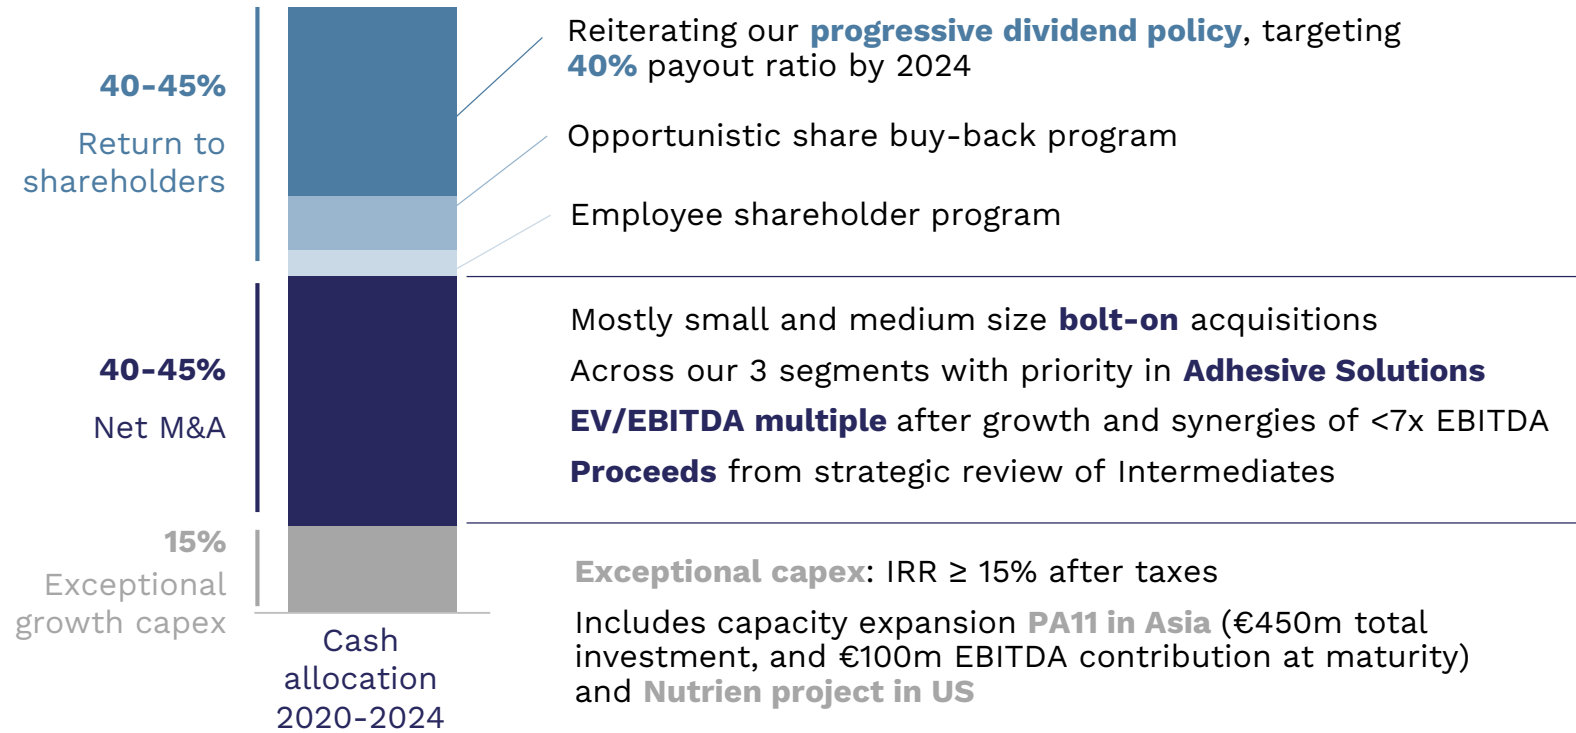 40-45%
Return to
shareholders
Reiterating our progressive dividend policy, targeting
40% payout ratio by 2024
Opportunistic share buy-back program
Employee shareholder program
40-45%
Net M&A
Mostly small and medium size bolt-on acquisitions
Across our 3 segments with priority in Adhesive Solutions
EV/EBITDA multiple after growth and synergies of <7x EBITDA
Proceeds from strategic review of Intermediates
15%
Exceptional
growth capex
Exceptional capex: IRR ≥ 15% after taxes
Includes capacity expansion PA11 in Asia (€450m total
investment, and €100m EBITDA contribution at maturity)
and Nutrien project in US
Cash
allocation
2020-2024